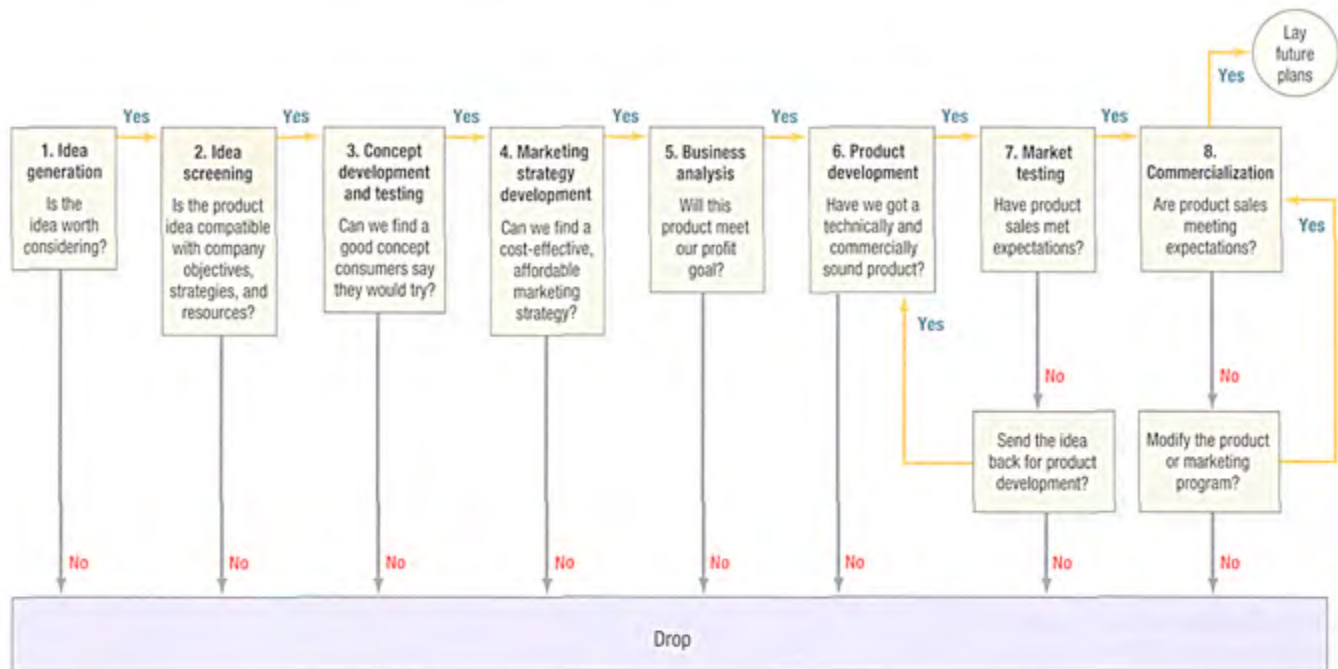 Lay
future
plans
Yes
Yes
Yes
Yes
Yes
Yes
Yes
Yes
1. Idea
generation
Is the
idea worth
considering?
2. Idea
screening
Is the product
idea compatible
with company
objectives,
strategies, and
resources?
3. Concept
development
and testing
Can we find a
good concept
consumers say
they would try?
4. Marketing
strategy
development
Can we find a
cost-effective,
affordable
marketing
strategy?
5. Business
analysis
Will this
product meet
our profit
goal?
6. Product
development
Have we got a
technically and
commercially
sound product?
7. Market
testing
Have product
sales met
expectations?
8.
Commercialization
Are product sales
meeting
expectations?
Yes
Yes
No
No
Send the idea
back for product
development?
Modify the product
or marketing
program?
No
No
No
No
No
No
No
No
Drop